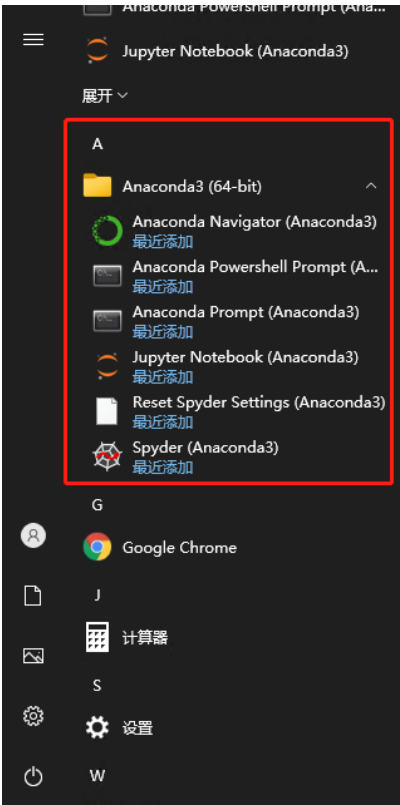 Anaconda Powershell Prompt (Ana...
Jupyter Notebook (Anaconda3)
展开
A
Anaconda3 (64-bit)
Anaconda Navigator (Anaconda3)
最近添加
Anaconda Powershell Prompt (A...
最近添加
Anaconda Prompt (Anaconda3)
最近添加
Jupyter Notebook (Anaconda3)
最近添加
Reset Spyder Settings (Anaconda3)
最近添加
Spyder (Anaconda3)
最近添加
G
Google Chrome
J
计算器
S
设置
W